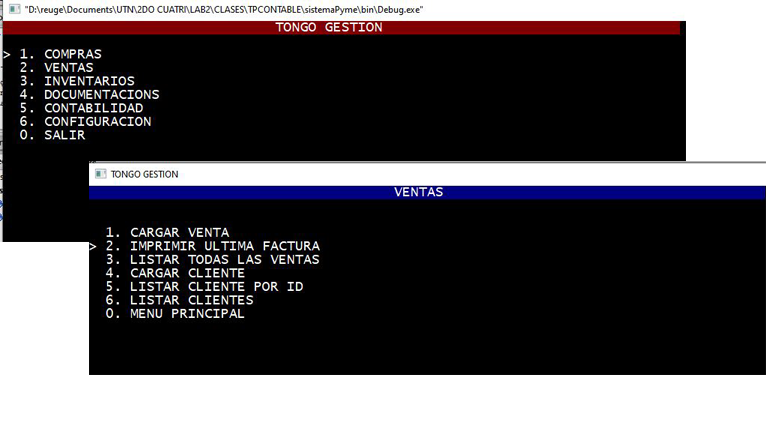 "D:\reuge\Documents\UTN\2DO CUATRI\LAB2\CLASES\TPCONTABLE\sistemaPyme\bin\Debug.exe"
TONGO GESTION
> 1. COMPRAS
2. VENTAS
3. INVENTARIOS
4. DOCUMENTACIONS
5. CONTABILIDAD
6. CONFIGURACION
0. SALIR
TONGO GESTION
VENTAS
1. CARGAR VENTA
> 2. IMPRIMIR ULTIMA FACTURA
3. LISTAR TODAS LAS VENTAS
4. CARGAR CLIENTE
5. LISTAR CLIENTE POR ID
6. LISTAR CLIENTES
0. MENU PRINCIPAL